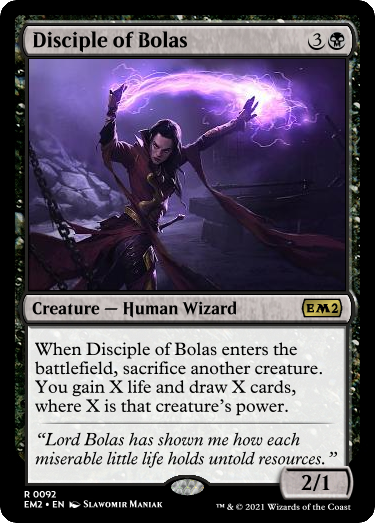 Disciple of Bolas 3
Creature — Human Wizard EM2
When Disciple of Bolas enters the
battlefield, sacrifice another creature.
You gain X life and draw X cards,
where X is that creature's power.
"Lord Bolas has shown me how each
miserable little life holds untold resources."
2/1
R 0092
EM2 • EN Slawomir Maniak ™ & © 2021 Wizards of the Coast